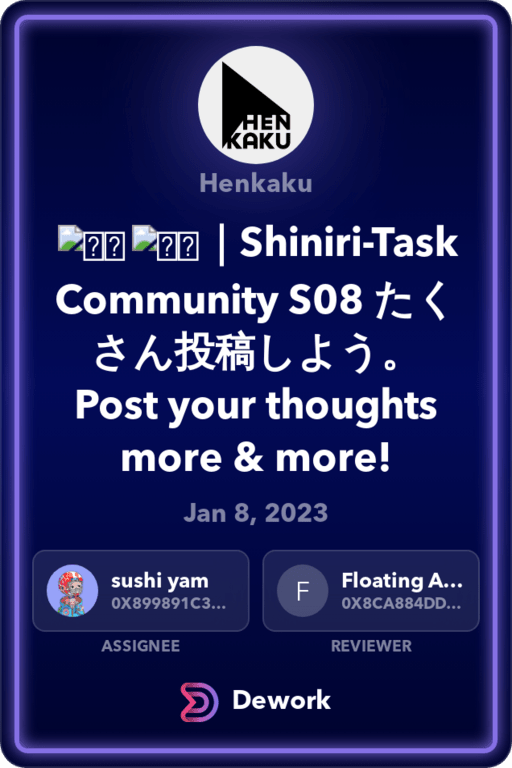 HEN
KAKU
Henkaku
| Shiniri-Task
Community S08 たく
さん投稿しよう。
Post your thoughts
more & more!
Jan 8, 2023
sushi yam
0X899891C3...
F
Floating A...
0X8CA884DD...
ASSIGNEE
REVIEWER
Dework